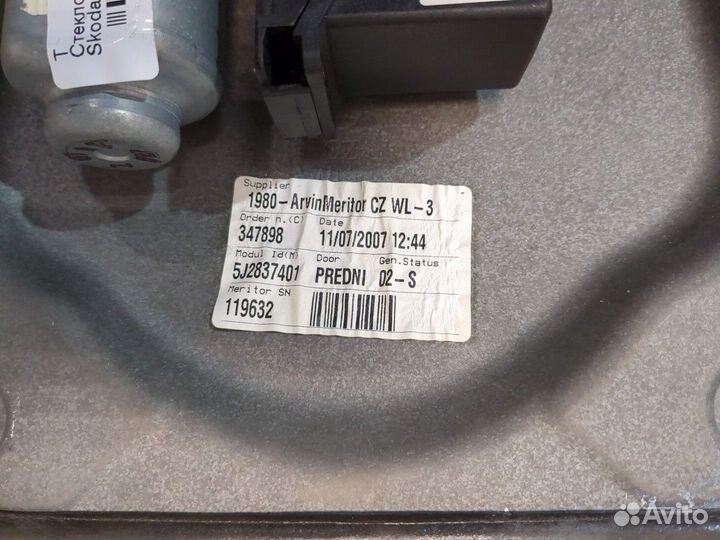 Т
Стекло
Skoda
Supplier
1980-ArvinMeritor CZ WL-3
Order n.(C) Date
347898 11/07/2007 12:44
Modul Id(M) Door Gen.Status
5J2837401 PREDNI 02-S
Meritor SN
119632
Avito